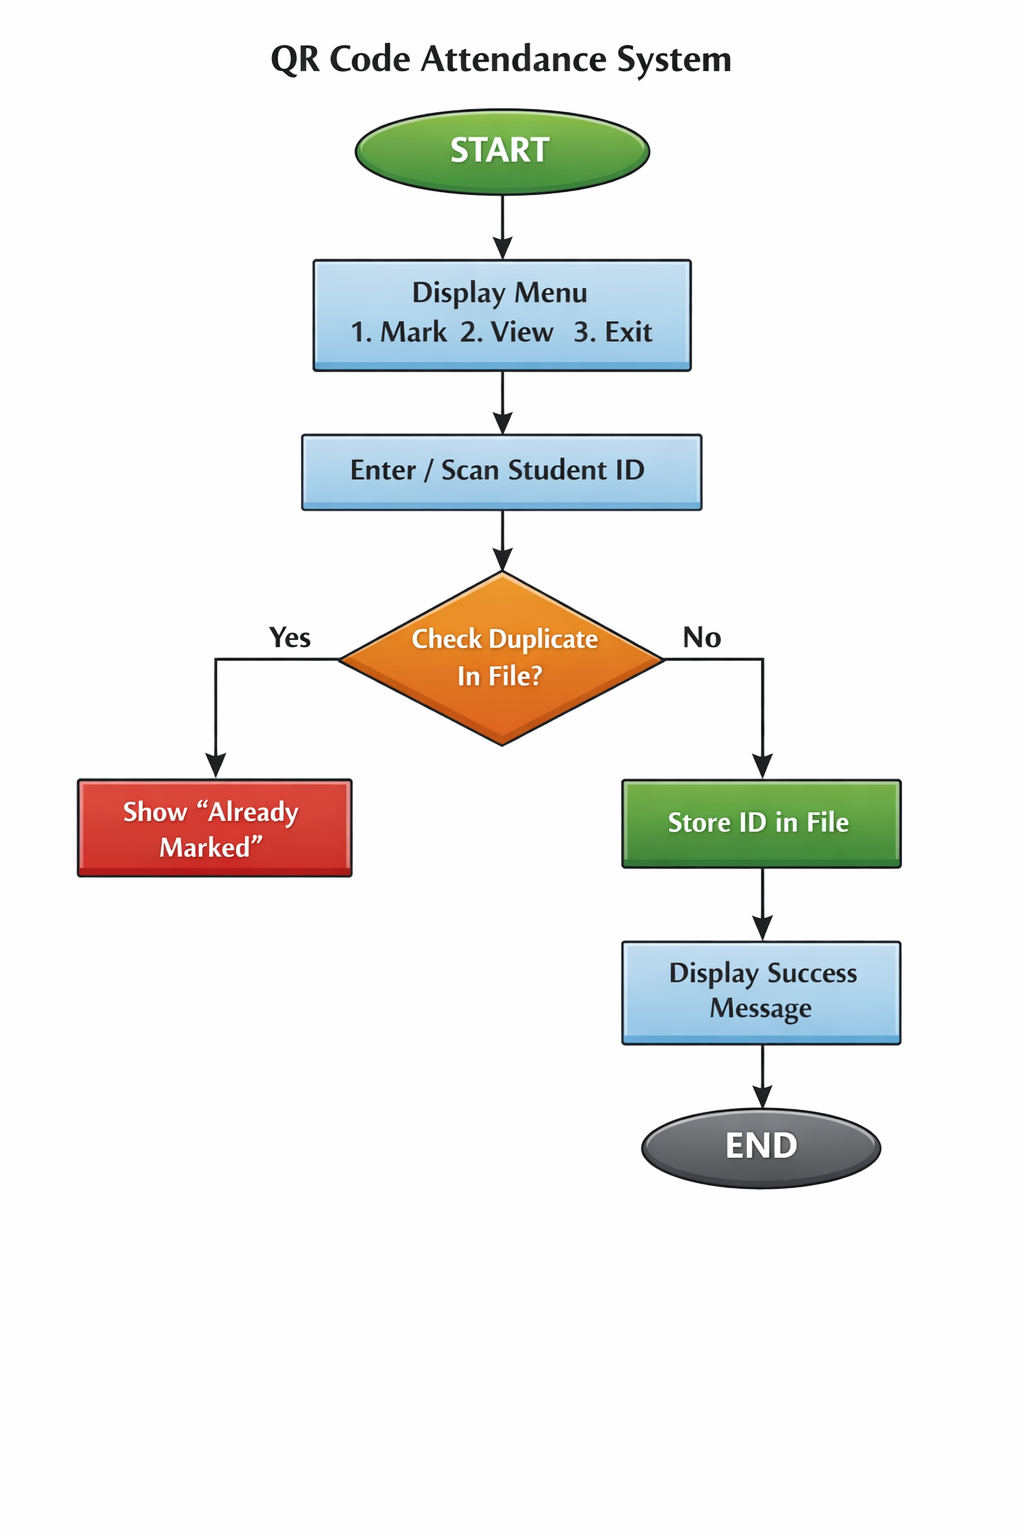 QR Code Attendance System
START
Display Menu
1. Mark 2. View 3. Exit
Enter / Scan Student ID
Check Duplicate
In File?
Yes
No
Show “Already
Marked”
Store ID in File
Display Success
Message
END